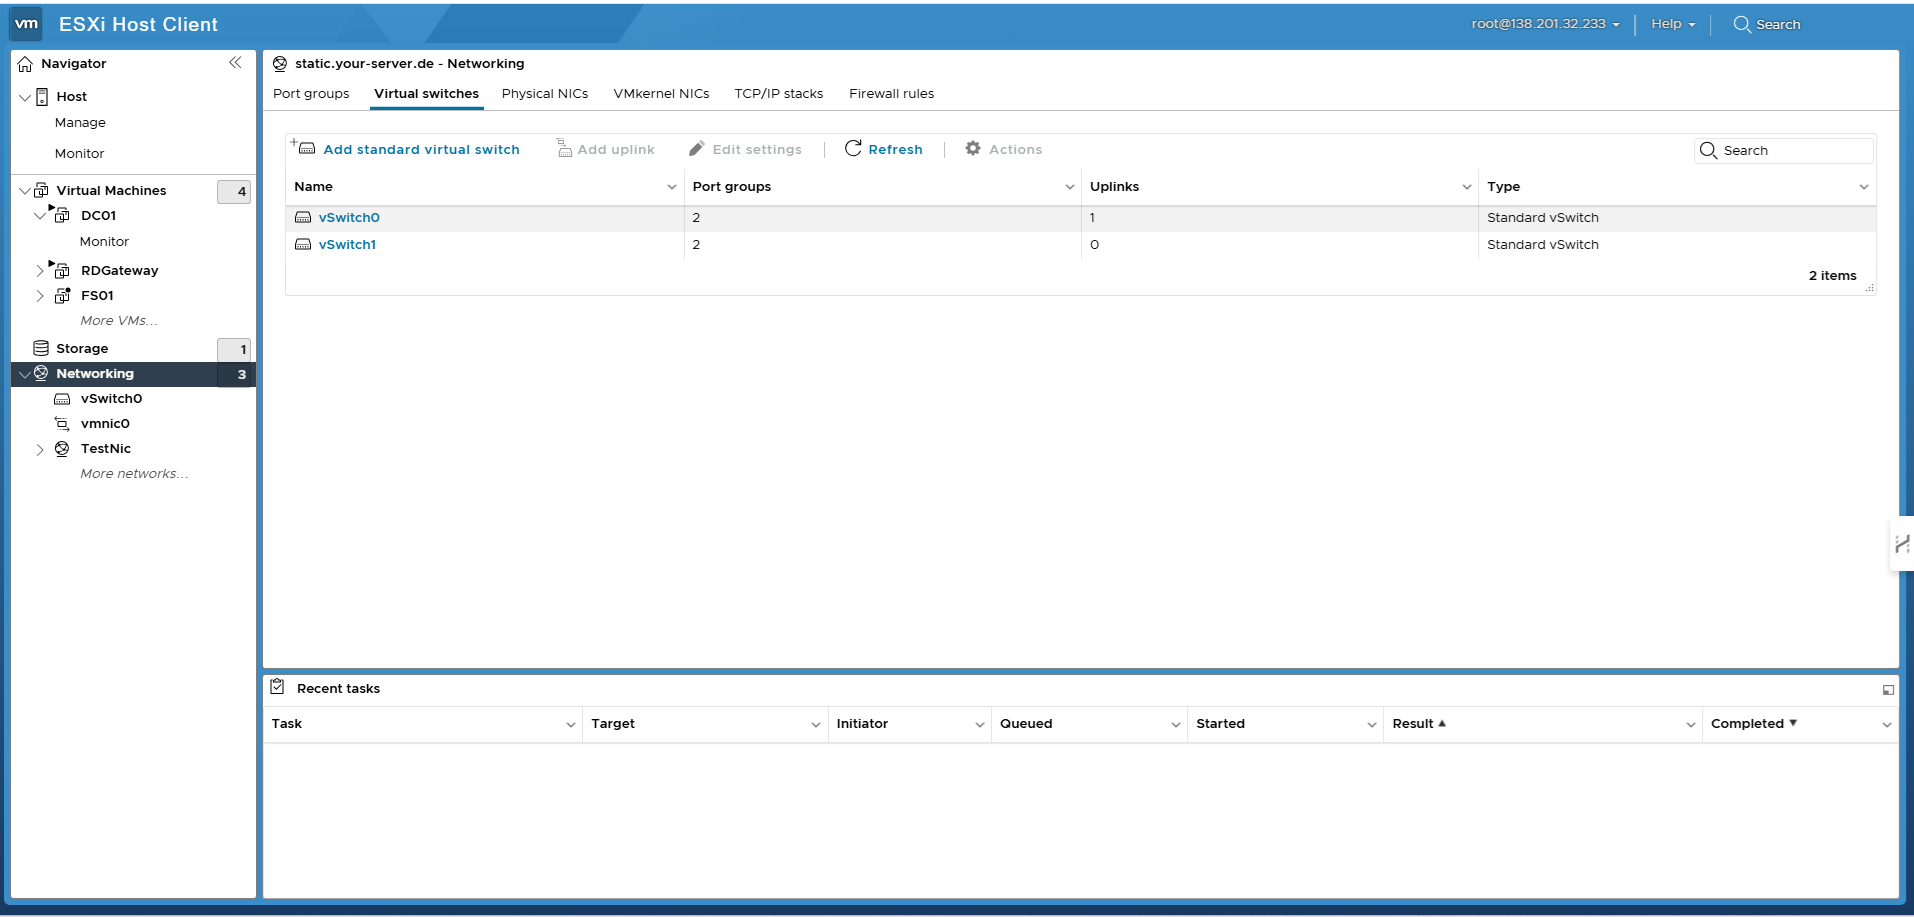 vm ESXi Host Client
root@138.201.32.233 Help Search
Navigator
Host
Manage
Monitor
Virtual Machines 4
DC01
Monitor
RDGateway
FS01
More VMs...
Storage 1
Networking 3
vSwitch0
vmnic0
TestNic
More networks...
static.your-server.de - Networking
Port groups Virtual switches Physical NICs VMkernel NICs TCP/IP stacks Firewall rules
Add standard virtual switch Add uplink Edit settings Refresh Actions Search
Name Port groups Uplinks Type
vSwitch0 2 1 Standard vSwitch
vSwitch1 2 0 Standard vSwitch
2 items
Recent tasks
Task Target Initiator Queued Started Result ▲ Completed ▼